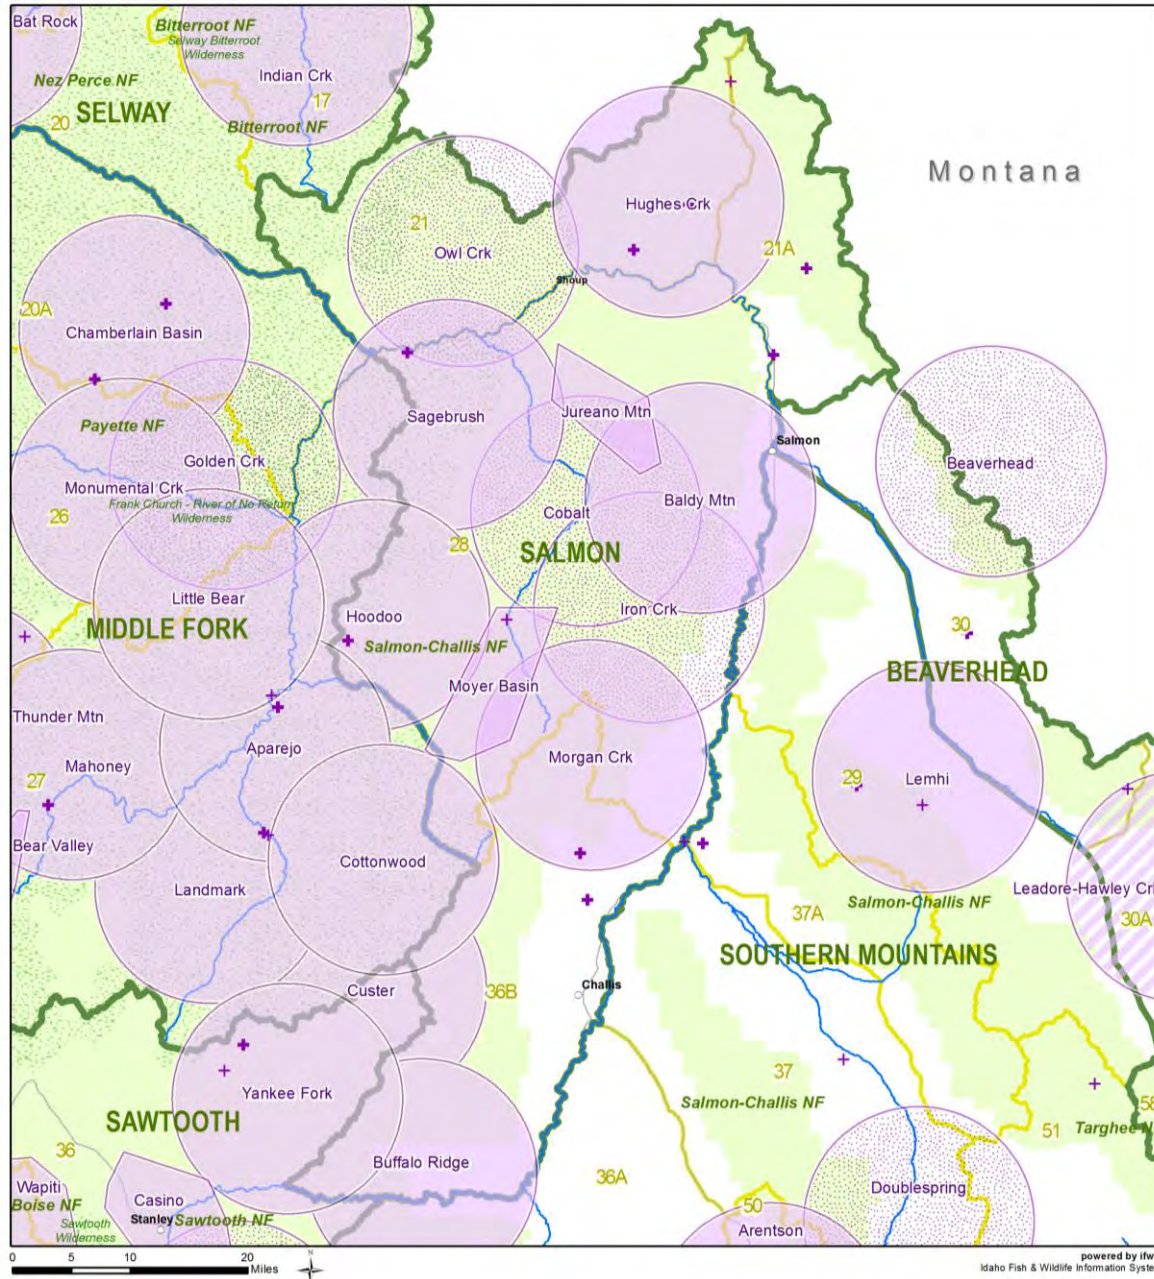 Bat Rock
Bitterroot NF
Selway Bitterroot
Wilderness
Indian Crk
Nez Perce NF
17
SELWAY
20
Bitterroot NF
Montana
Hughes Crk
21
Owl Crk
21A
Shoup
20A
Chamberlain Basin
Sagebrush
Jureano Mtn
Payette NF
Salmon
Golden Crk
Beaverhead
Monumental Crk
Baldy Mtn
Frank Church - River of No Return
Wilderness
Cobalt
26
28
SALMON
Little Bear
Iron Crk
Hoodoo
MIDDLE FORK
30
Salmon-Challis NF
BEAVERHEAD
Moyer Basin
Thunder Mtn
Aparejo
Morgan Crk
Mahoney
27
29
Lemhi
Bear Valley
Cottonwood
Landmark
Leadore-Hawley Crk
Salmon-Challis NF
37A
30A
SOUTHERN MOUNTAINS
Custer
36B
Challis
37
Yankee Fork
Salmon-Challis NF
58
SAWTOOTH
51
Targhee N
36
Buffalo Ridge
36A
Wapiti
Doublespring
Boise NF
Casino
50
Stanley
Sawtooth NF
Sawtooth
Wilderness
Arentson
0 5 10 20
Miles
N
powered by ifw
Idaho Fish & Wildlife Information Syste